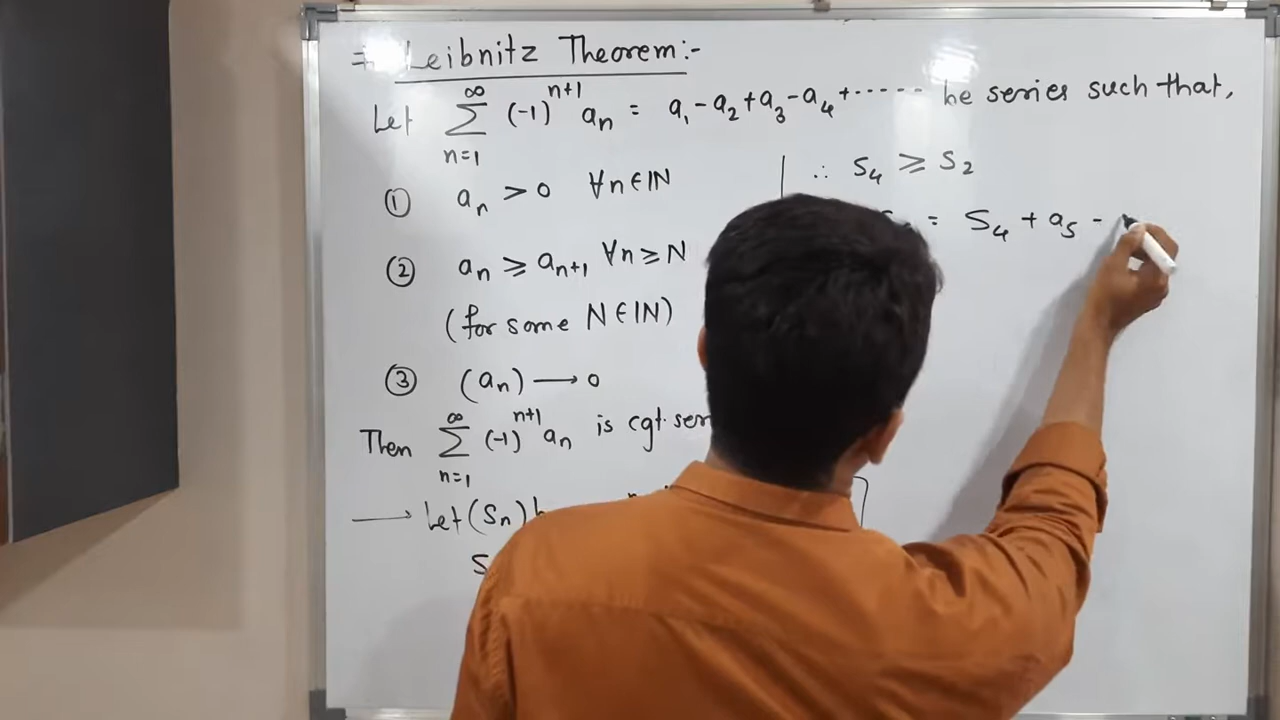 ⇒ Leibnitz Theorem:-
Let ∞ Σ n=1 (-1)^{n+1} a_n = a_1 - a_2 + a_3 - a_4 + ----- be series such that,
① a_n > 0 ∀n∈ℕ
② a_n ≥ a_{n+1} ∀n≥N
(for some N∈ℕ)
③ (a_n) → 0
Then ∞ Σ n=1 (-1)^{n+1} a_n is cgt.
→ let (S_n)
S
∴ S_4 ≥ S_2
= S_4 + a_5 -